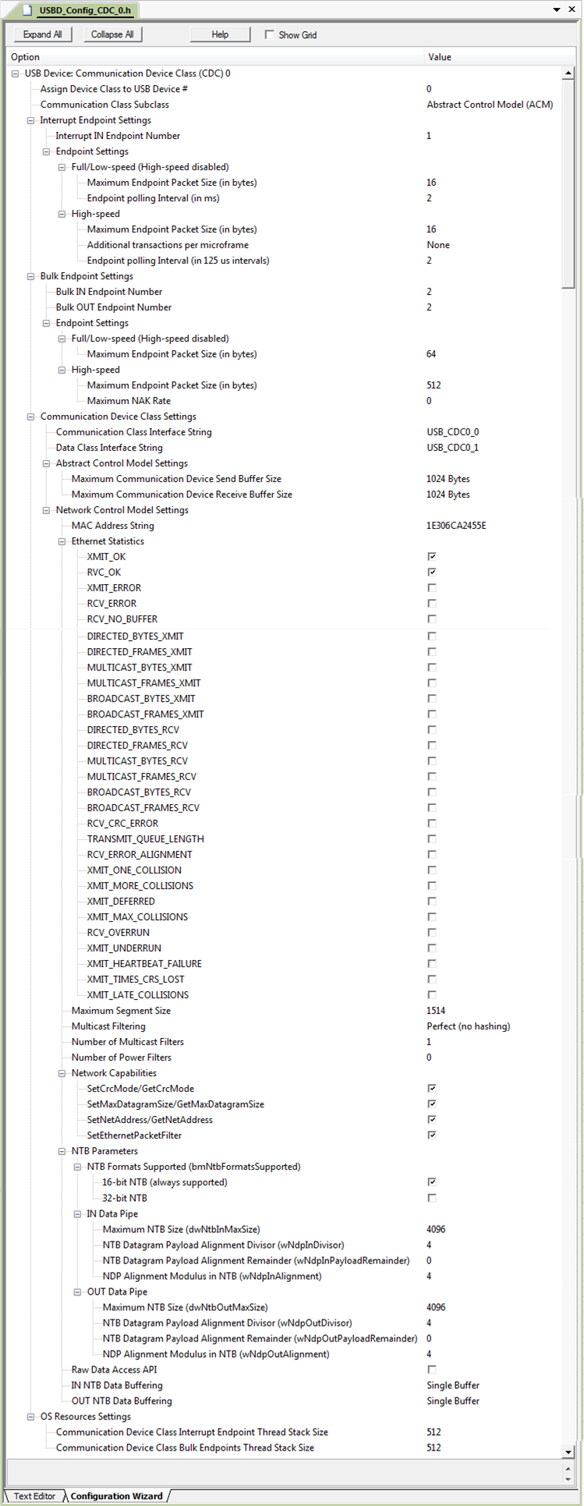 USBD_Config_CDC_0.h
Expand All Collapse All Help Show Grid
Option Value
USB Device: Communication Device Class (CDC) 0
Assign Device Class to USB Device # 0
Communication Class Subclass Abstract Control Model (ACM)
Interrupt Endpoint Settings
Interrupt IN Endpoint Number 1
Endpoint Settings
Full/Low-speed (High-speed disabled)
Maximum Endpoint Packet Size (in bytes) 16
Endpoint polling Interval (in ms) 2
High-speed
Maximum Endpoint Packet Size (in bytes) 16
Additional transactions per microframe None
Endpoint polling Interval (in 125 us intervals) 2
Bulk Endpoint Settings
Bulk IN Endpoint Number 2
Bulk OUT Endpoint Number 2
Endpoint Settings
Full/Low-speed (High-speed disabled)
Maximum Endpoint Packet Size (in bytes) 64
High-speed
Maximum Endpoint Packet Size (in bytes) 512
Maximum NAK Rate 0
Communication Device Class Settings
Communication Class Interface String USB_CDC0_0
Data Class Interface String USB_CDC0_1
Abstract Control Model Settings
Maximum Communication Device Send Buffer Size 1024 Bytes
Maximum Communication Device Receive Buffer Size 1024 Bytes
Network Control Model Settings
MAC Address String 1E306CA2455E
Ethernet Statistics
XMIT_OK
RVC_OK
XMIT_ERROR
RCV_ERROR
RCV_NO_BUFFER
DIRECTED_BYTES_XMIT
DIRECTED_FRAMES_XMIT
MULTICAST_BYTES_XMIT
MULTICAST_FRAMES_XMIT
BROADCAST_BYTES_XMIT
BROADCAST_FRAMES_XMIT
DIRECTED_BYTES_RCV
DIRECTED_FRAMES_RCV
MULTICAST_BYTES_RCV
MULTICAST_FRAMES_RCV
BROADCAST_BYTES_RCV
BROADCAST_FRAMES_RCV
RCV_CRC_ERROR
TRANSMIT_QUEUE_LENGTH
RCV_ERROR_ALIGNMENT
XMIT_ONE_COLLISION
XMIT_MORE_COLLISIONS
XMIT_DEFERRED
XMIT_MAX_COLLISIONS
RCV_OVERRUN
XMIT_UNDERRUN
XMIT_HEARTBEAT_FAILURE
XMIT_TIMES_CRS_LOST
XMIT_LATE_COLLISIONS
Maximum Segment Size 1514
Multicast Filtering Perfect (no hashing)
Number of Multicast Filters 1
Number of Power Filters 0
Network Capabilities
SetCrcMode/GetCrcMode
SetMaxDatagramSize/GetMaxDatagramSize
SetNetAddress/GetNetAddress
SetEthernetPacketFilter
NTB Parameters
NTB Formats Supported (bmNtbFormatsSupported)
16-bit NTB (always supported)
32-bit NTB
IN Data Pipe
Maximum NTB Size (dwNtbInMaxSize) 4096
NTB Datagram Payload Alignment Divisor (wNdpInDivisor) 4
NTB Datagram Payload Alignment Remainder (wNdpInPayloadRemainder) 0
NDP Alignment Modulus in NTB (wNdpInAlignment) 4
OUT Data Pipe
Maximum NTB Size (dwNtbOutMaxSize) 4096
NTB Datagram Payload Alignment Divisor (wNdpOutDivisor) 4
NTB Datagram Payload Alignment Remainder (wNdpOutPayloadRemainder) 0
NDP Alignment Modulus in NTB (wNdpOutAlignment) 4
Raw Data Access API
IN NTB Data Buffering Single Buffer
OUT NTB Data Buffering Single Buffer
OS Resources Settings
Communication Device Class Interrupt Endpoint Thread Stack Size 512
Communication Device Class Bulk Endpoints Thread Stack Size 512
Text Editor Configuration Wizard